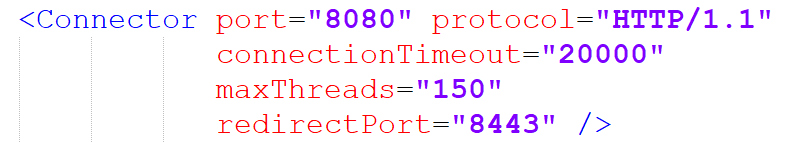 <Connector port="8080" protocol="HTTP/1.1"
connectionTimeout="20000"
maxThreads="150"
redirectPort="8443" />